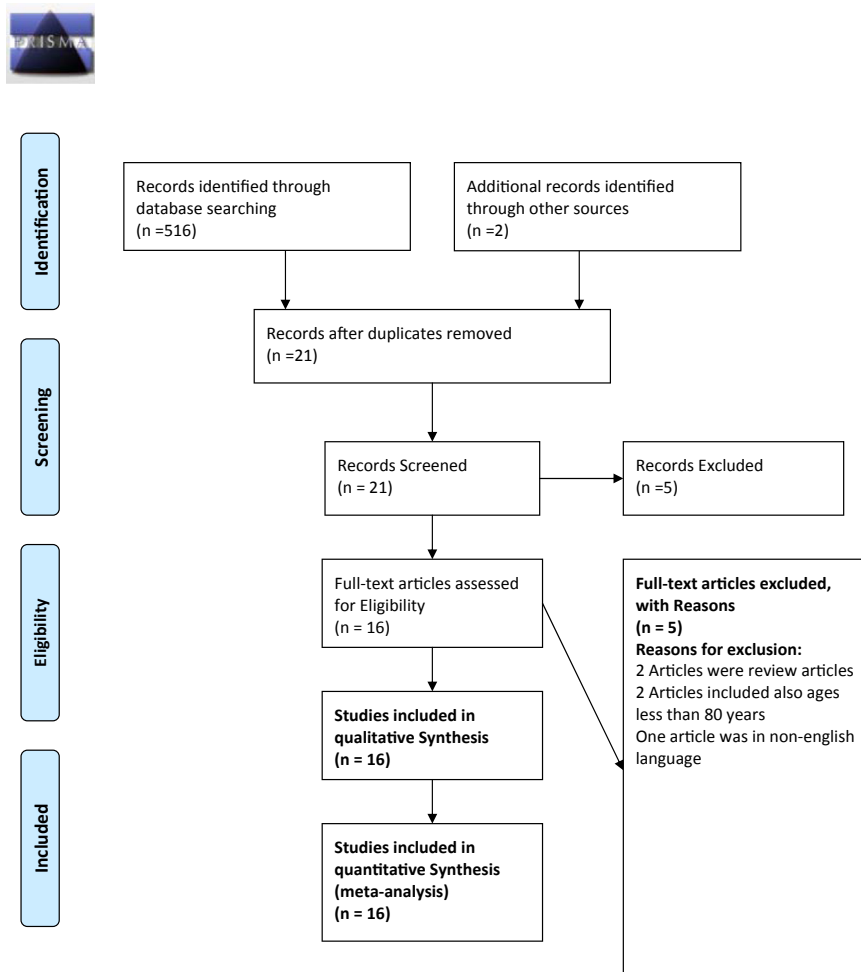 PRISMA
Identification
Records identified through
database searching
(n =516)
Additional records identified
through other sources
(n =2)
Records after duplicates removed
(n =21)
Screening
Records Screened
(n = 21)
Records Excluded
(n =5)
Eligibility
Full-text articles assessed
for Eligibility
(n = 16)
Full-text articles excluded,
with Reasons
(n = 5)
Reasons for exclusion:
2 Articles were review articles
2 Articles included also ages
less than 80 years
One article was in non-english
language
Studies included in
qualitative Synthesis
(n = 16)
Included
Studies included in
quantitative Synthesis
(meta-analysis)
(n = 16)